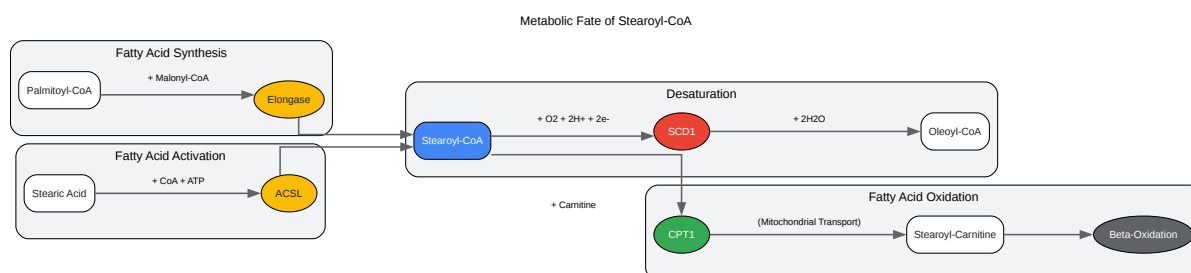 Metabolic Fate of Stearoyl-CoA
Fatty Acid Synthesis
Palmitoyl-CoA
+ Malonyl-CoA
Elongase
Fatty Acid Activation
Stearic Acid
+ CoA + ATP
ACSL
Desaturation
Stearoyl-CoA
+ O2 + 2H+ + 2e-
SCD1
+ 2H2O
Oleoyl-CoA
+ Carnitine
Fatty Acid Oxidation
CPT1
(Mitochondrial Transport)
Stearoyl-Carnitine
Beta-Oxidation